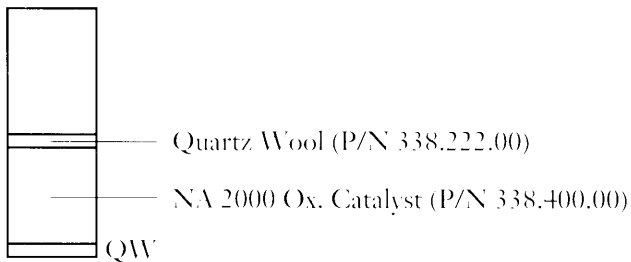 Quartz Wool (P/N 338.222.00)
NA 2000 Ox. Catalyst (P/N 338.400.00)
QW